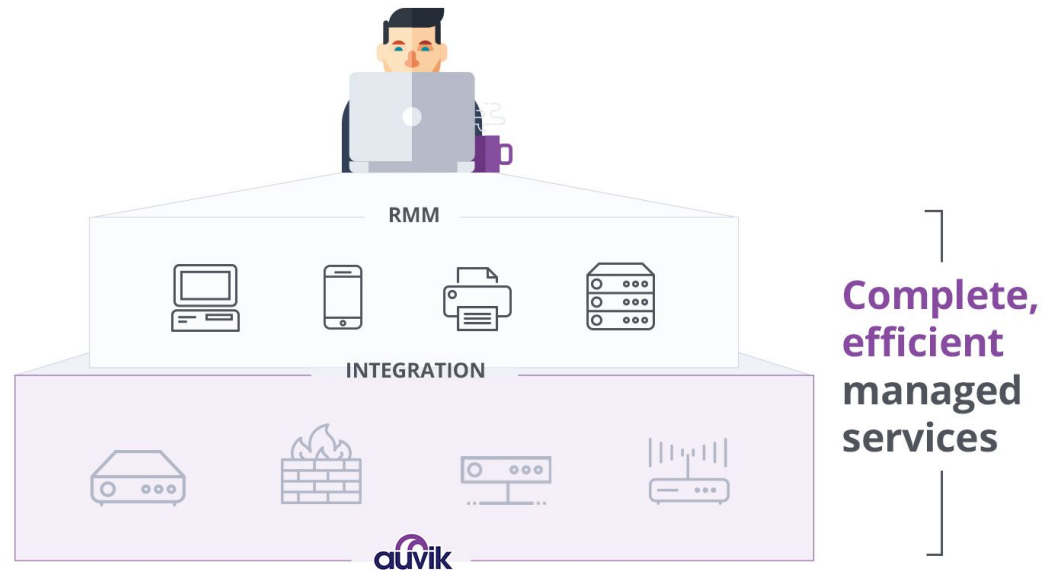 RMM
INTEGRATION
Complete,
efficient
managed
services
auvik